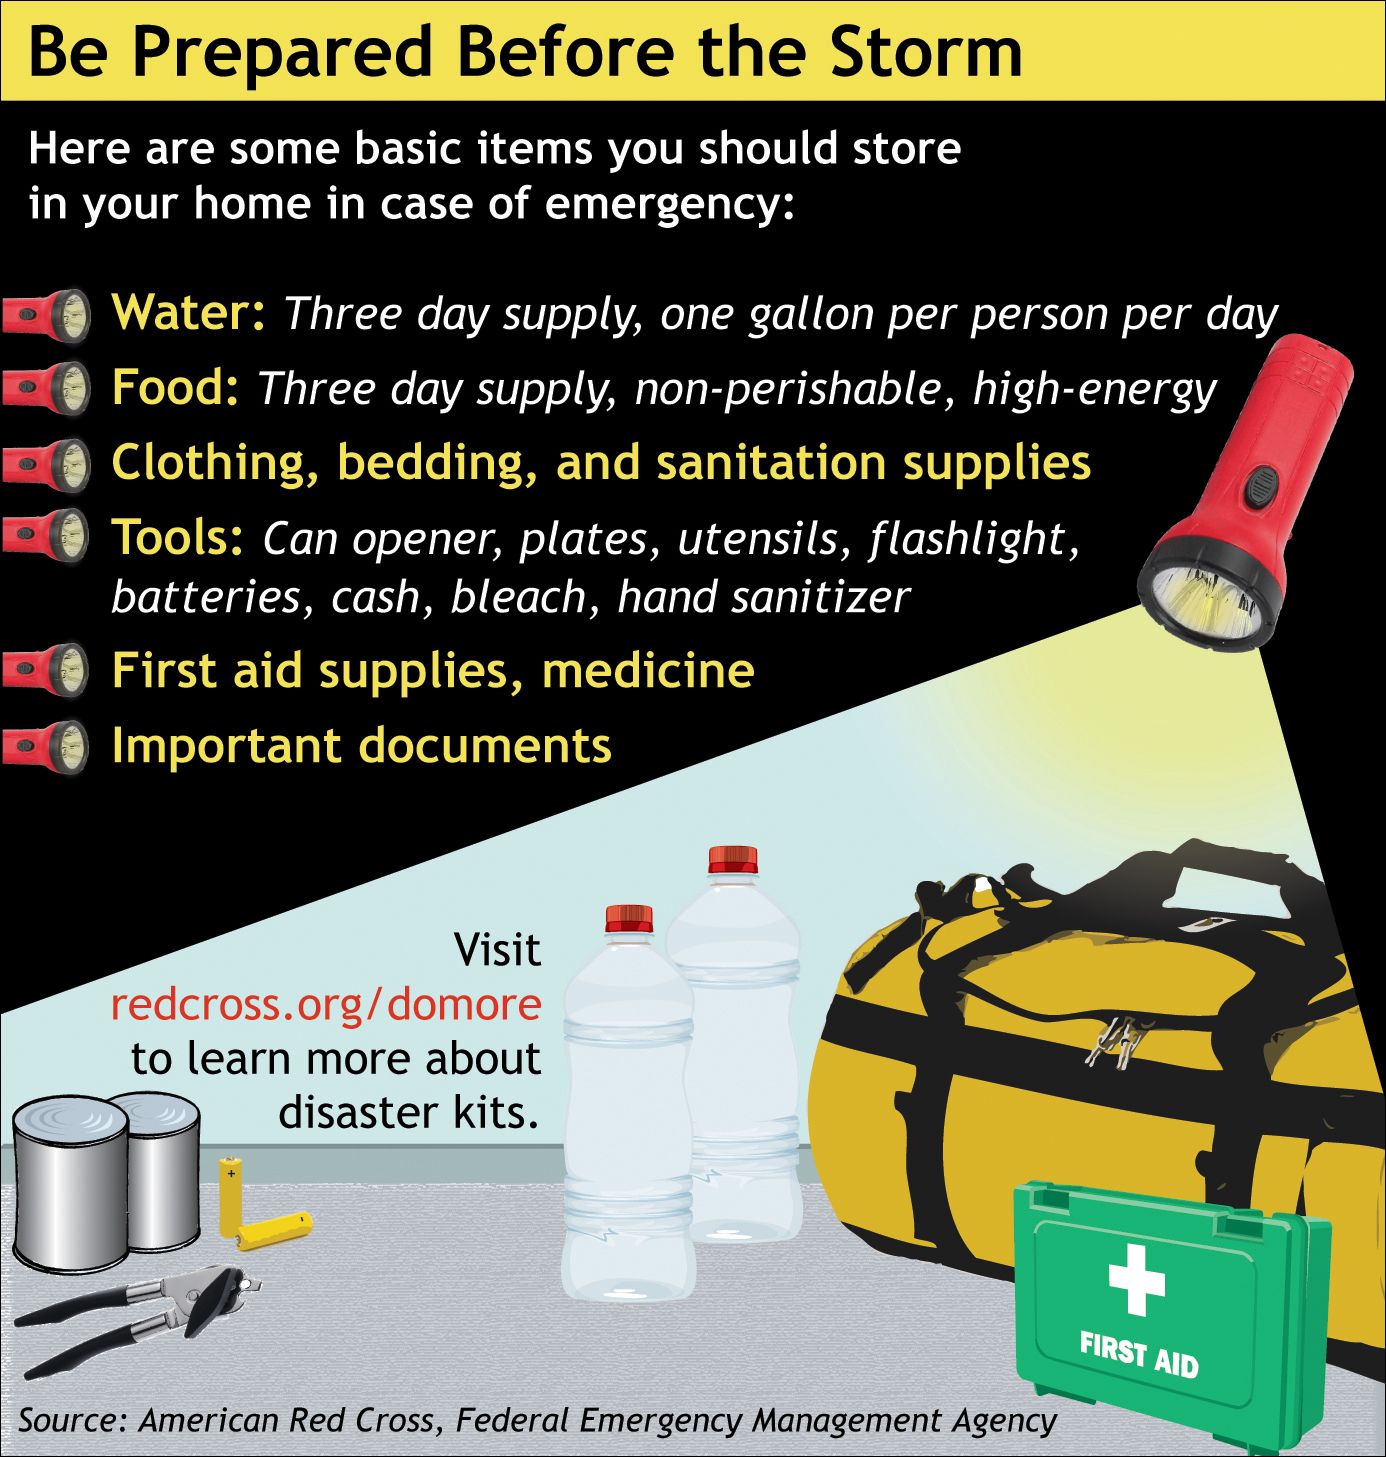 Be Prepared Before the Storm
Here are some basic items you should store
in your home in case of emergency:
Water: Three day supply, one gallon per person per day
Food: Three day supply, non-perishable, high-energy
Clothing, bedding, and sanitation supplies
Tools: Can opener, plates, utensils, flashlight,
batteries, cash, bleach, hand sanitizer
First aid supplies, medicine
Important documents
Visit
redcross.org/domore
to learn more about
disaster kits.
+
FIRST AID
Source: American Red Cross, Federal Emergency Management Agency